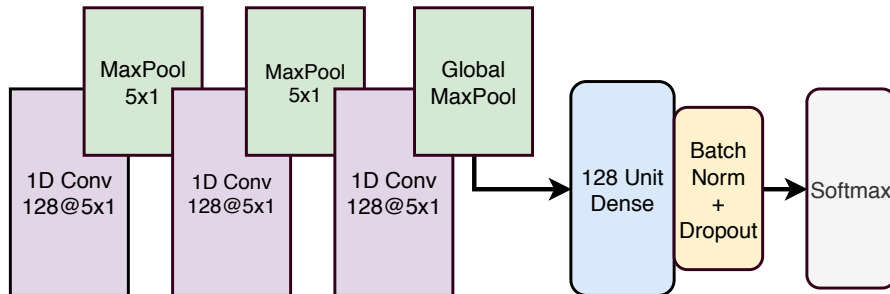 MaxPool
5x1
MaxPool
5x1
Global
MaxPool
1D Conv
128@5x1
1D Conv
128@5x1
1D Conv
128@5x1
128 Unit
Dense
Batch
Norm
+
Dropout
Softmax